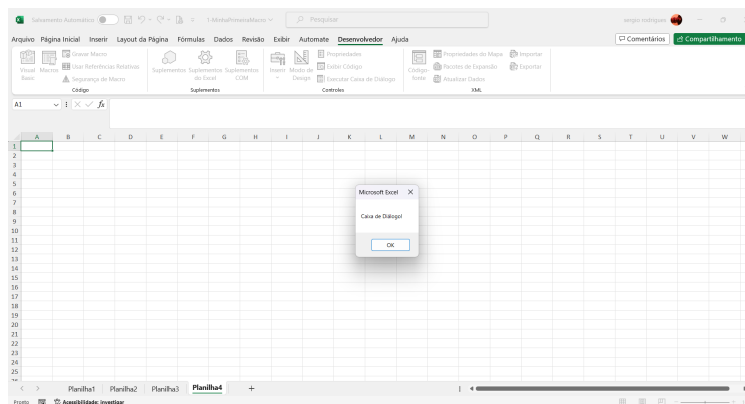 Salvamento Automático 1-MinhaPrimeiraMacro Pesquisar sergio rodrigues
Arquivo Página Inicial Inserir Layout da Página Fórmulas Dados Revisão Exibir Automate Desenvolvedor Ajuda Comentários Compartilhamento
Visual Basic
Macros
Gravar Macro
Usar Referências Relativas
Segurança de Macro
Código
Suplementos
Suplementos do Excel
Suplementos COM
Suplementos
Inserir
Modo de Design
Propriedades
Exibir Código
Executar Caixa de Diálogo
Controles
Código-fonte
Propriedades do Mapa
Pacotes de Expansão
Atualizar Dados
Importar
Exportar
XML
A1 fx
A B C D E F G H I J K L M N O P Q R S T U V W
1
2
3
4
5
6
7
8
9
10
11
12
13
14
15
16
17
18
19
20
21
22
23
24
25
Microsoft Excel
Caixa de Diálogo!
OK
Planilha1 Planilha2 Planilha3 Planilha4
Pronto Acessibilidade: investigar